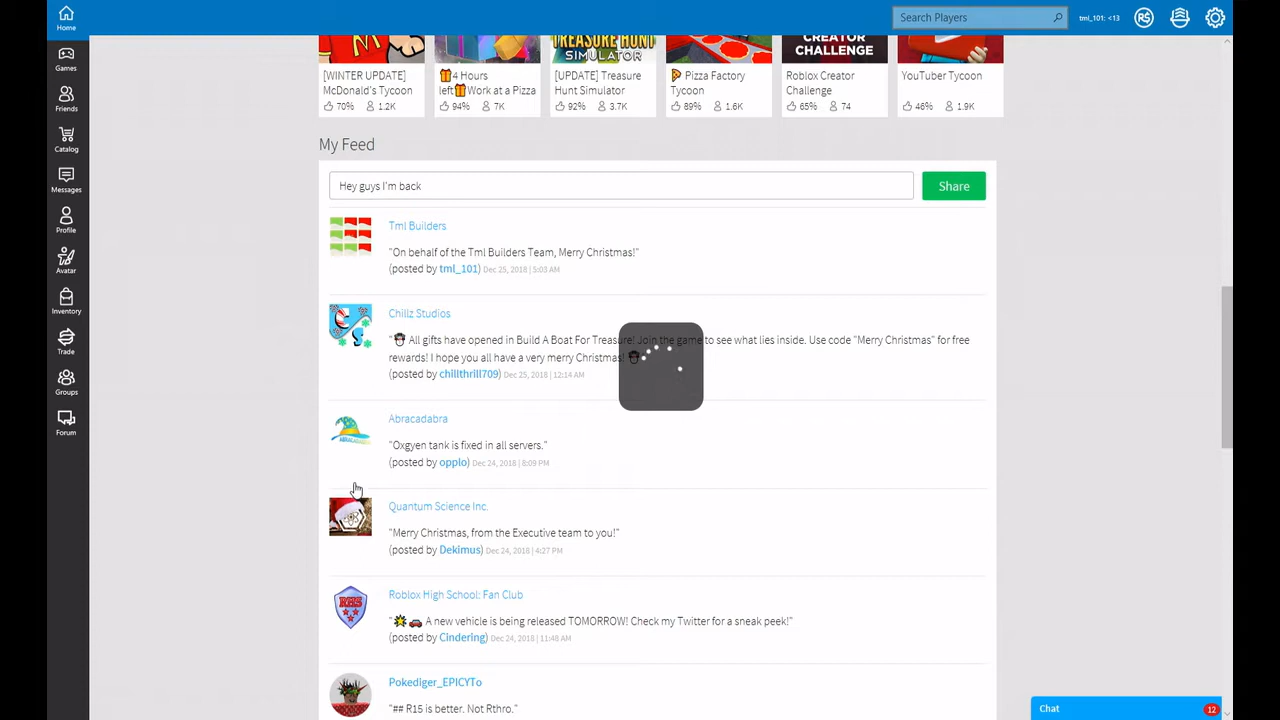 Home
Search Players
tml_101: <13
R$
Games
Friends
Catalog
Messages
Profile
Avatar
Inventory
Trade
Groups
Forum
TREASURE HUNT
SIMULATOR
CREATOR
CHALLENGE
[WINTER UPDATE]
McDonald's Tycoon
70% 1.2K
🎁4 Hours
left🎁Work at a Pizza
94% 7K
[UPDATE] Treasure
Hunt Simulator
92% 3.7K
🍕 Pizza Factory
Tycoon
89% 1.6K
Roblox Creator
Challenge
65% 74
YouTuber Tycoon
46% 1.9K
My Feed
Hey guys I'm back
Share
Tml Builders
"On behalf of the Tml Builders Team, Merry Christmas!"
(posted by tml_101) Dec 25, 2018 | 5:03 AM
Chillz Studios
"⛄ All gifts have opened in Build A Boat For Treasure! Join the game to see what lies inside. Use code "Merry Christmas" for free
rewards! I hope you all have a very merry Christmas! ⛄
(posted by chillthrill709) Dec 25, 2018 | 12:14 AM
Abracadabra
"Oxgyen tank is fixed in all servers."
(posted by opplo) Dec 24, 2018 | 8:09 PM
Quantum Science Inc.
"Merry Christmas, from the Executive team to you!"
(posted by Dekimus) Dec 24, 2018 | 4:27 PM
RHS
Roblox High School: Fan Club
"💥🚗 A new vehicle is being released TOMORROW! Check my Twitter for a sneak peek!"
(posted by Cindering) Dec 24, 2018 | 11:48 AM
Pokediger_EPICYTo
"## R15 is better. Not Rthro."
Chat
12